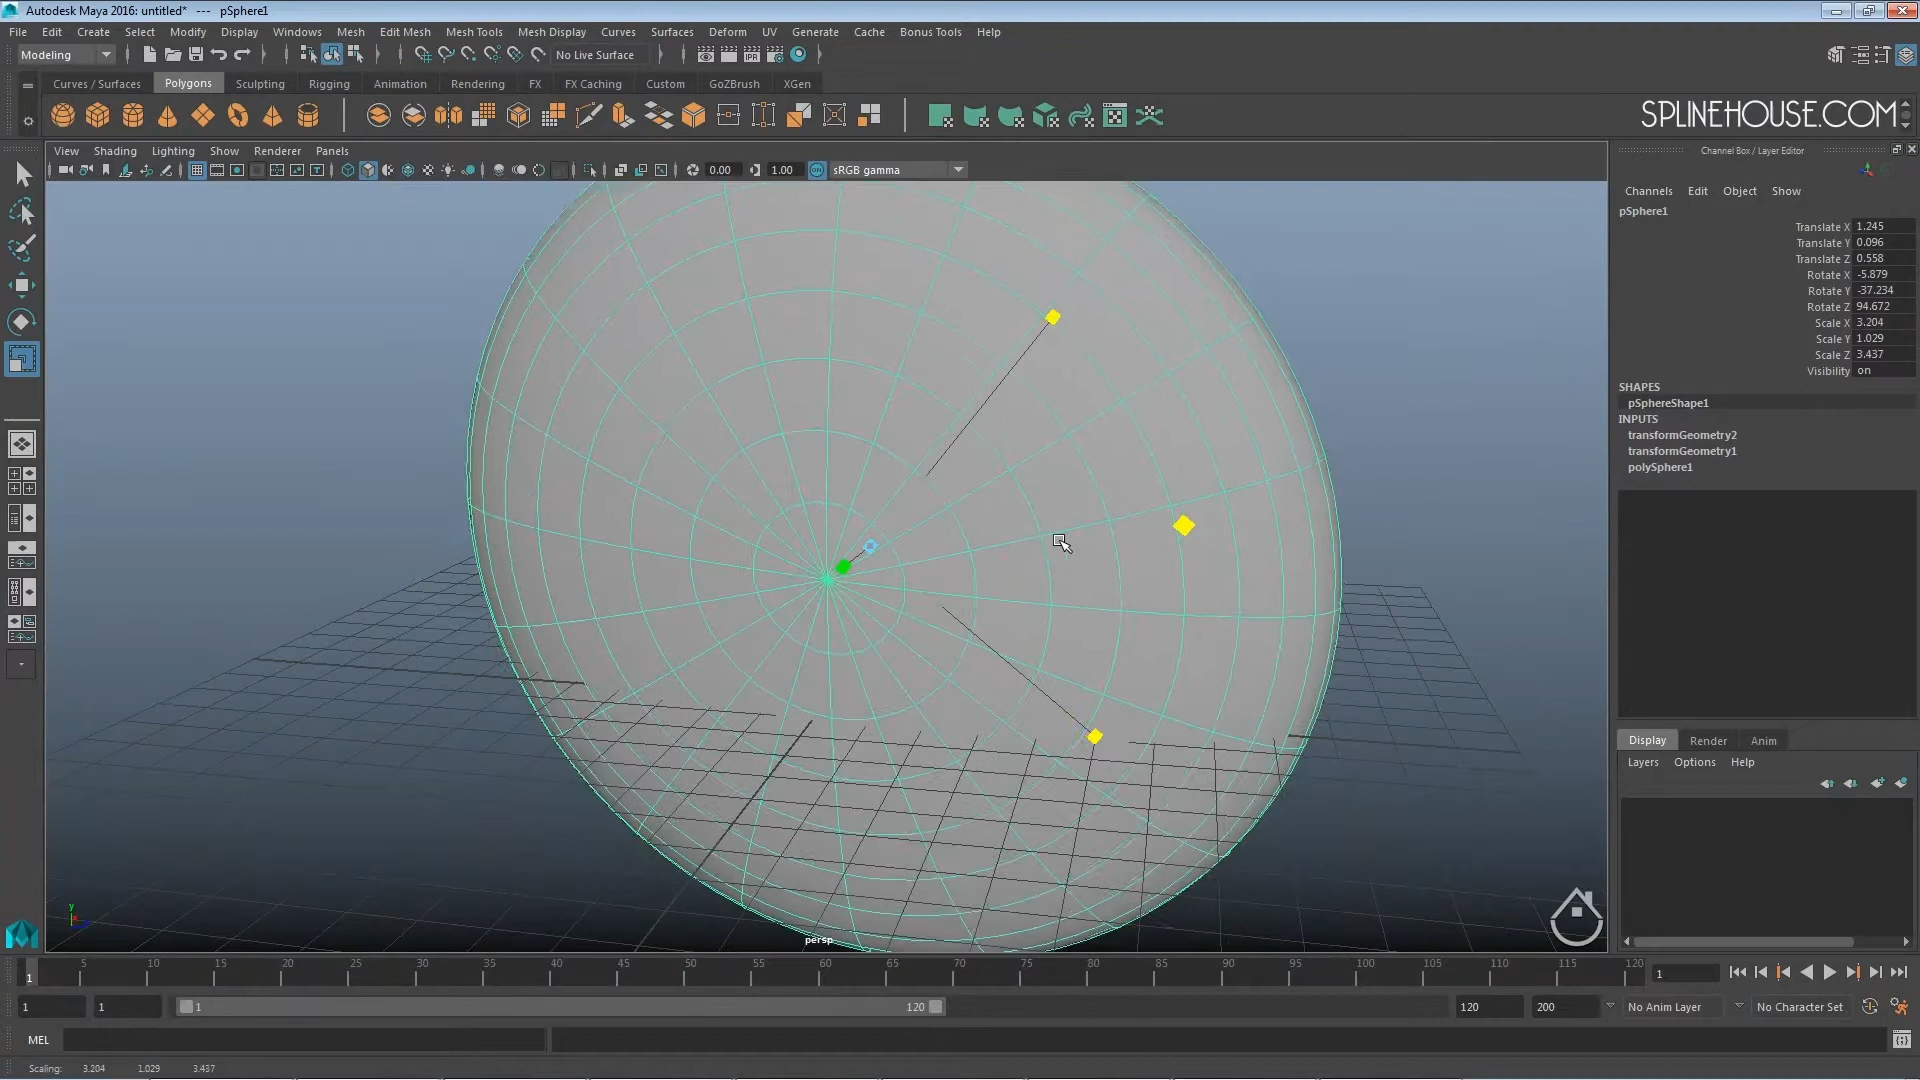 Autodesk Maya 2016: untitled* --- pSphere1
File Edit Create Select Modify Display Windows Mesh Edit Mesh Mesh Tools Mesh Display Curves Surfaces Deform UV Generate Cache Bonus Tools Help
Modeling No Live Surface
Curves / Surfaces Polygons Sculpting Rigging Animation Rendering FX FX Caching Custom GoZBrush XGen
SPLINEHOUSE.COM
View Shading Lighting Show Renderer Panels
0.00 1.00 sRGB gamma
Channel Box / Layer Editor
Channels Edit Object Show
pSphere1
Translate X 1.245
Translate Y 0.096
Translate Z 0.558
Rotate X -5.879
Rotate Y -37.234
Rotate Z 94.672
Scale X 3.204
Scale Y 1.029
Scale Z 3.437
Visibility on
SHAPES
pSphereShape1
INPUTS
transformGeometry2
transformGeometry1
polySphere1
Display Render Anim
Layers Options Help
y
persp
1 5 10 15 20 25 30 35 40 45 50 55 60 65 70 75 80 85 90 95 100 105 110 115 120 1
1 1 1 120 120 200 No Anim Layer No Character Set
MEL
Scaling: 3.204 1.029 3.437